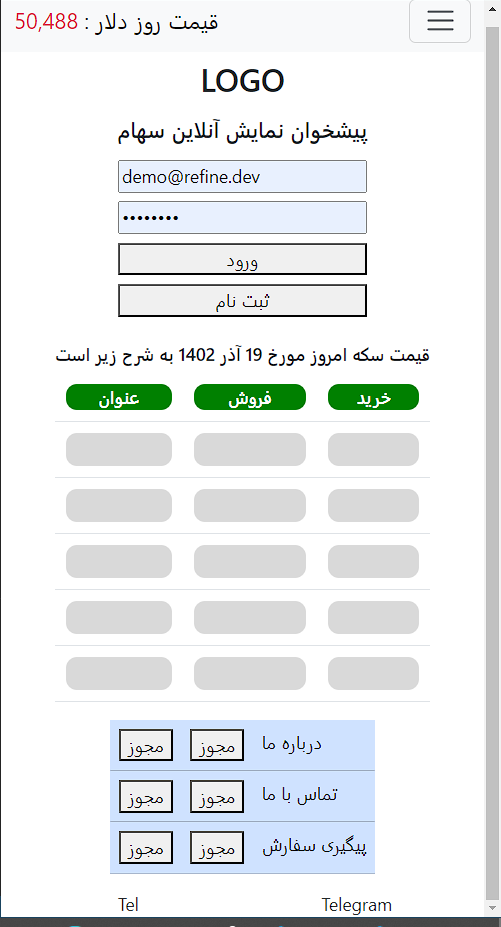 قیمت روز دلار : 50,488
LOGO
پیشخوان نمایش آنلاین سهام
demo@refine.dev
••••••••
ورود
ثبت نام
قیمت سکه امروز مورخ 19 آذر 1402 به شرح زیر است
خرید فروش عنوان
درباره ما مجوز مجوز
تماس با ما مجوز مجوز
پیگیری سفارش مجوز مجوز
Tel Telegram